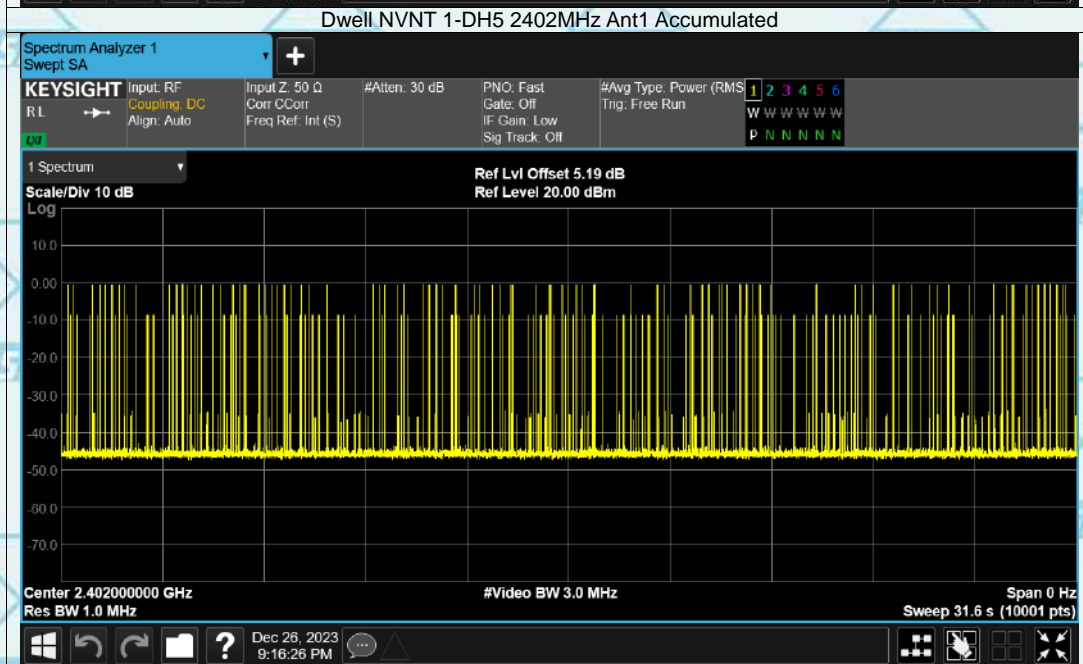 Dwell NVNT 1-DH5 2402MHz Ant1 Accumulated
Spectrum Analyzer 1
Swept SA
KEYSIGHT Input: RF Input Z: 50 Ω #Atten: 30 dB PNO: Fast #Avg Type: Power (RMS 1 2 3 4 5 6
RL Coupling: DC Corr CCorr Gate: Off Trig: Free Run
Align: Auto Freq Ref: Int (S) IF Gain: Low W W W W W W
LXI Sig Track: Off P N N N N N
1 Spectrum
Ref Lvl Offset 5.19 dB
Scale/Div 10 dB Ref Level 20.00 dBm
Log
10.0
0.00
-10.0
-20.0
-30.0
-40.0
-50.0
-60.0
-70.0
Center 2.402000000 GHz #Video BW 3.0 MHz Span 0 Hz
Res BW 1.0 MHz Sweep 31.6 s (10001 pts)
? Dec 26, 2023
9:16:26 PM